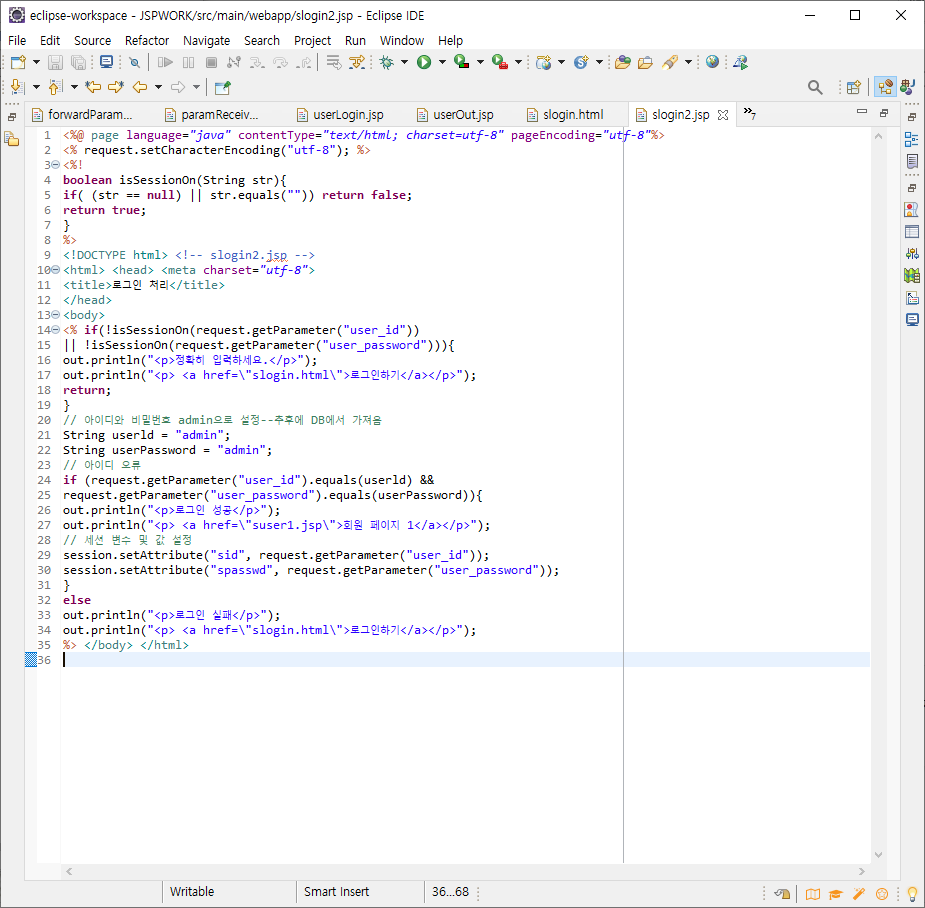 eclipse-workspace - JSPWORK/src/main/webapp/slogin2.jsp - Eclipse IDE
File Edit Source Refactor Navigate Search Project Run Window Help
forwardParam... paramReceiv... userLogin.jsp userOut.jsp slogin.html slogin2.jsp »7
1 <%@ page language="java" contentType="text/html; charset=utf-8" pageEncoding="utf-8"%>
2 <% request.setCharacterEncoding("utf-8"); %>
3 <%!
4 boolean isSessionOn(String str){
5 if( (str == null) || str.equals("")) return false;
6 return true;
7 }
8 %>
9 <!DOCTYPE html> <!-- slogin2.jsp -->
10 <html> <head> <meta charset="utf-8">
11 <title>로그인 처리</title>
12 </head>
13 <body>
14 <% if(!isSessionOn(request.getParameter("user_id"))
15 || !isSessionOn(request.getParameter("user_password"))){
16 out.println("<p>정확히 입력하세요.</p>");
17 out.println("<p> <a href=\"slogin.html\">로그인하기</a></p>");
18 return;
19 }
20 // 아이디와 비밀번호 admin으로 설정--추후에 DB에서 가져옴
21 String userld = "admin";
22 String userPassword = "admin";
23 // 아이디 오류
24 if (request.getParameter("user_id").equals(userld) &&
25 request.getParameter("user_password").equals(userPassword)){
26 out.println("<p>로그인 성공</p>");
27 out.println("<p> <a href=\"suser1.jsp\">회원 페이지 1</a></p>");
28 // 세션 변수 및 값 설정
29 session.setAttribute("sid", request.getParameter("user_id"));
30 session.setAttribute("spasswd", request.getParameter("user_password"));
31 }
32 else
33 out.println("<p>로그인 실패</p>");
34 out.println("<p> <a href=\"slogin.html\">로그인하기</a></p>");
35 %> </body> </html>
36
Writable Smart Insert 36...68